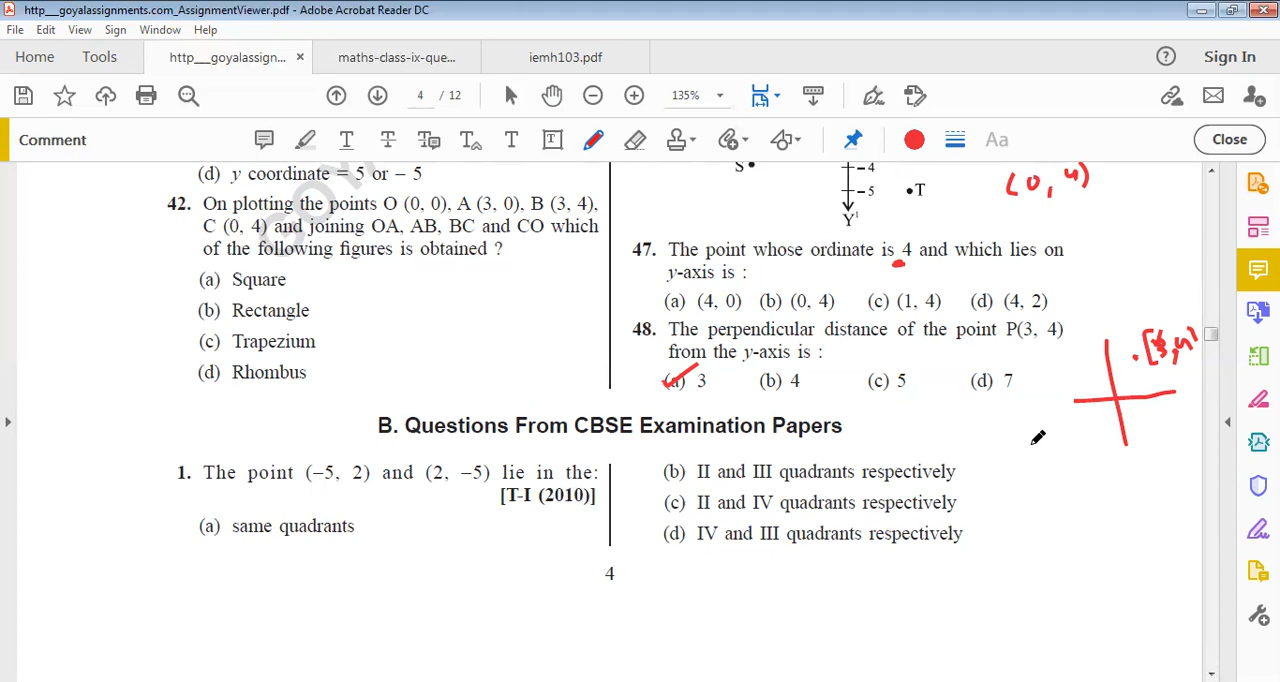 http___goyalassignments.com_AssignmentViewer.pdf - Adobe Acrobat Reader DC
File Edit View Sign Window Help
Home Tools http___goyalassign... × maths-class-ix-que... iemh103.pdf Sign In
4 / 12 135%
Comment Aa Close
(d) y coordinate = 5 or – 5
42. On plotting the points O (0, 0), A (3, 0), B (3, 4),
C (0, 4) and joining OA, AB, BC and CO which
of the following figures is obtained ?
(a) Square
(b) Rectangle
(c) Trapezium
(d) Rhombus
S
–4
–5
T
Y¹
(0, 4)
47. The point whose ordinate is 4 and which lies on
y-axis is :
(a) (4, 0) (b) (0, 4) (c) (1, 4) (d) (4, 2)
48. The perpendicular distance of the point P(3, 4)
from the y-axis is :
(a) 3 (b) 4 (c) 5 (d) 7
B. Questions From CBSE Examination Papers
1. The point (–5, 2) and (2, –5) lie in the:
[T-I (2010)]
(a) same quadrants
(b) II and III quadrants respectively
(c) II and IV quadrants respectively
(d) IV and III quadrants respectively
4